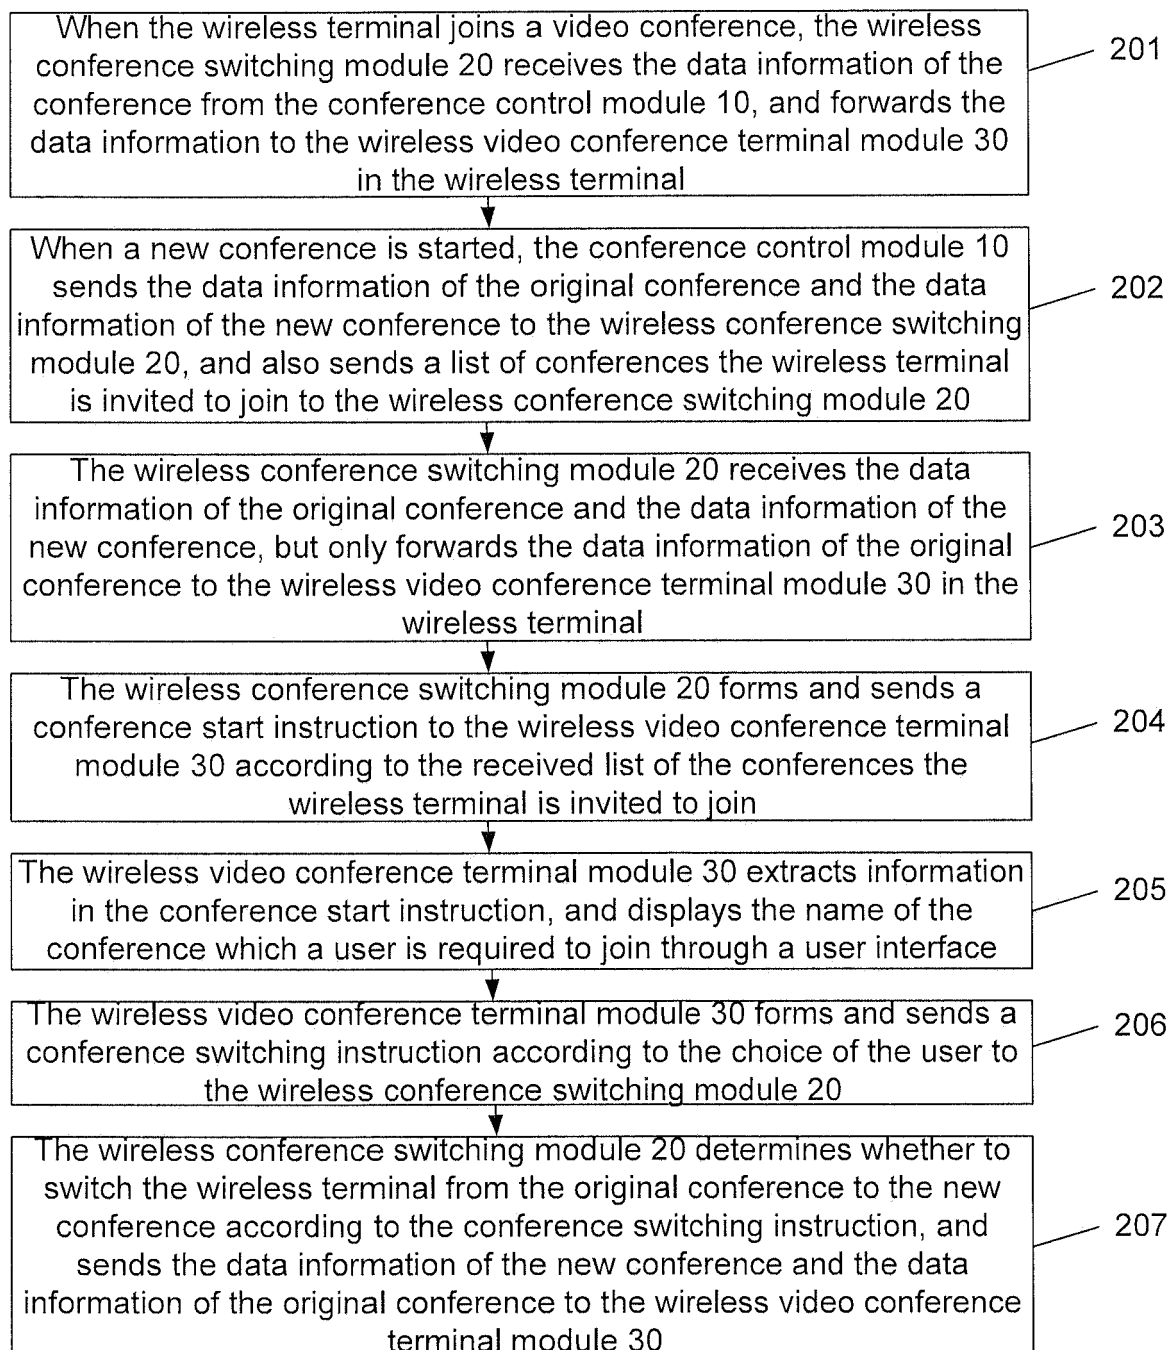 When the wireless terminal joins a video conference, the wireless
conference switching module 20 receives the data information of the
conference from the conference control module 10, and forwards the
data information to the wireless video conference terminal module 30
in the wireless terminal
201
When a new conference is started, the conference control module 10
sends the data information of the original conference and the data
information of the new conference to the wireless conference switching
module 20, and also sends a list of conferences the wireless terminal
is invited to join to the wireless conference switching module 20
202
The wireless conference switching module 20 receives the data
information of the original conference and the data information of the
new conference, but only forwards the data information of the original
conference to the wireless video conference terminal module 30 in the
wireless terminal
203
The wireless conference switching module 20 forms and sends a
conference start instruction to the wireless video conference terminal
module 30 according to the received list of the conferences the
wireless terminal is invited to join
204
The wireless video conference terminal module 30 extracts information
in the conference start instruction, and displays the name of the
conference which a user is required to join through a user interface
205
The wireless video conference terminal module 30 forms and sends a
conference switching instruction according to the choice of the user to
the wireless conference switching module 20
206
The wireless conference switching module 20 determines whether to
switch the wireless terminal from the original conference to the new
conference according to the conference switching instruction, and
sends the data information of the new conference and the data
information of the original conference to the wireless video conference
terminal module 30
207